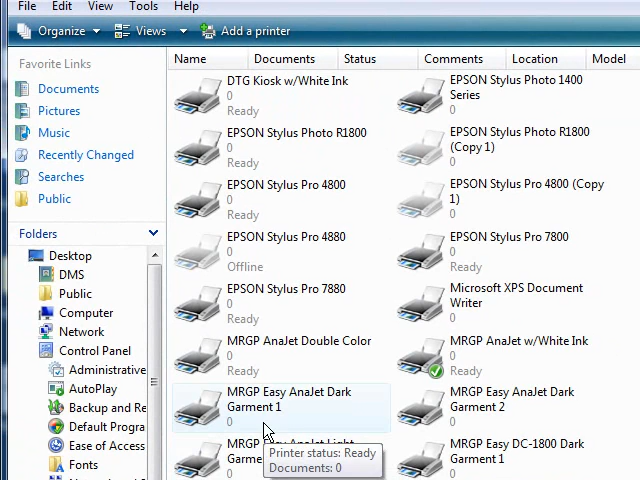 File Edit View Tools Help
Organize Views Add a printer
Favorite Links
Documents
Pictures
Music
Recently Changed
Searches
Public
Folders
Desktop
DMS
Public
Computer
Network
Control Panel
Administrative
AutoPlay
Backup and Re
Default Progra
Ease of Access
Fonts
Name Documents Status Comments Location Model
DTG Kiosk w/White Ink
0
Ready
EPSON Stylus Photo 1400
Series
0
EPSON Stylus Photo R1800
0
Ready
EPSON Stylus Photo R1800
(Copy 1)
0
EPSON Stylus Pro 4800
0
Ready
EPSON Stylus Pro 4800 (Copy
1)
0
EPSON Stylus Pro 4880
0
Offline
EPSON Stylus Pro 7800
0
Ready
EPSON Stylus Pro 7880
0
Ready
Microsoft XPS Document
Writer
0
MRGP AnaJet Double Color
0
Ready
MRGP AnaJet w/White Ink
0
Ready
MRGP Easy AnaJet Dark
Garment 1
0
MRGP Easy AnaJet Dark
Garment 2
0
MRGP Easy AnaJet Light
Garme
0
MRGP Easy DC-1800 Dark
Garment 1
0
Printer status: Ready
Documents: 0